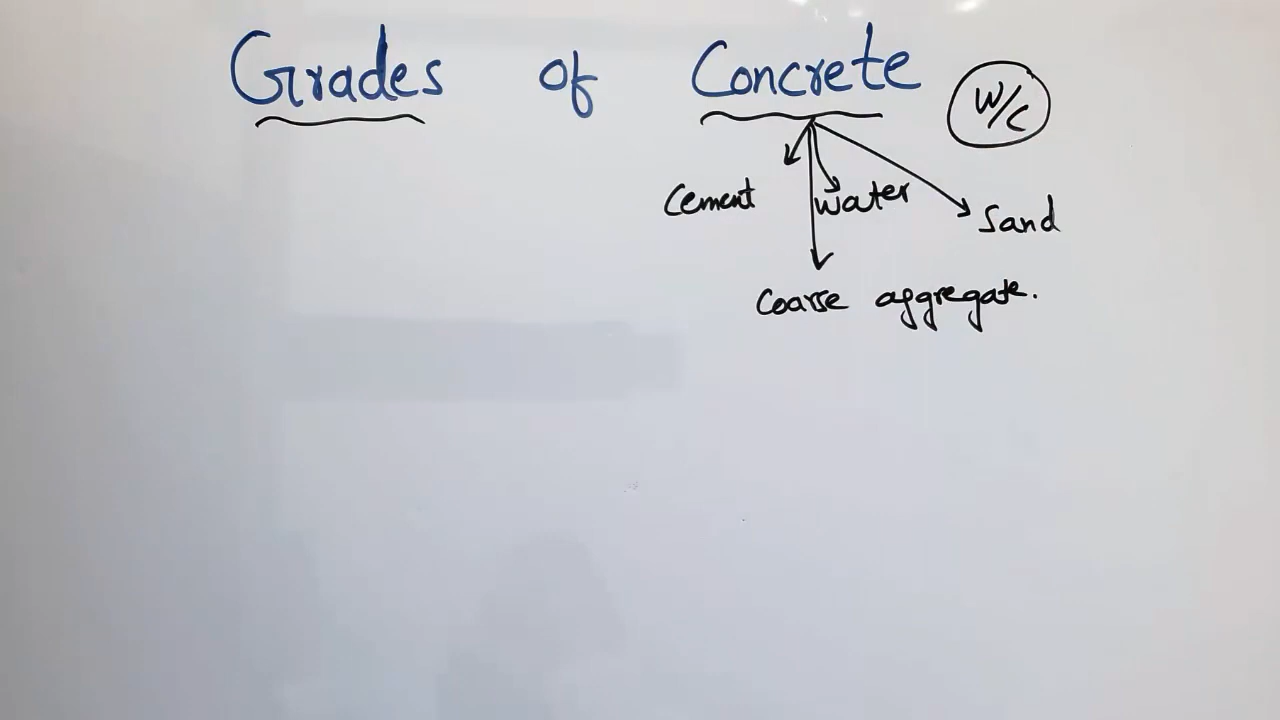 Grades of Concrete
W/C
Cement
Water
Sand
Coarse aggregate.